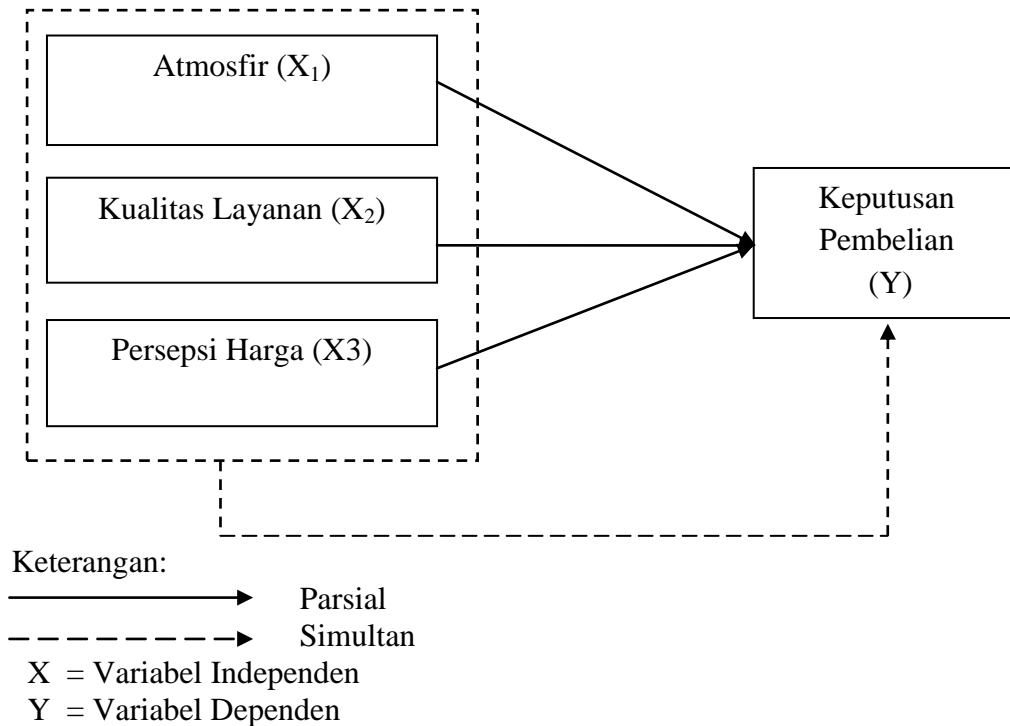 Atmosfir (X₁)
Kualitas Layanan (X₂)
Persepsi Harga (X3)
Keputusan
Pembelian
(Y)
Keterangan:
Parsial
Simultan
X = Variabel Independen
Y = Variabel Dependen